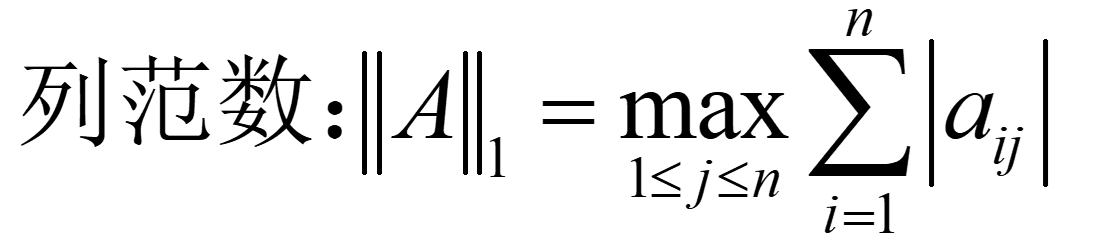 列范数:‖A‖₁ = max_{1≤j≤n} ∑_{i=1}^{n} |a_{ij}|